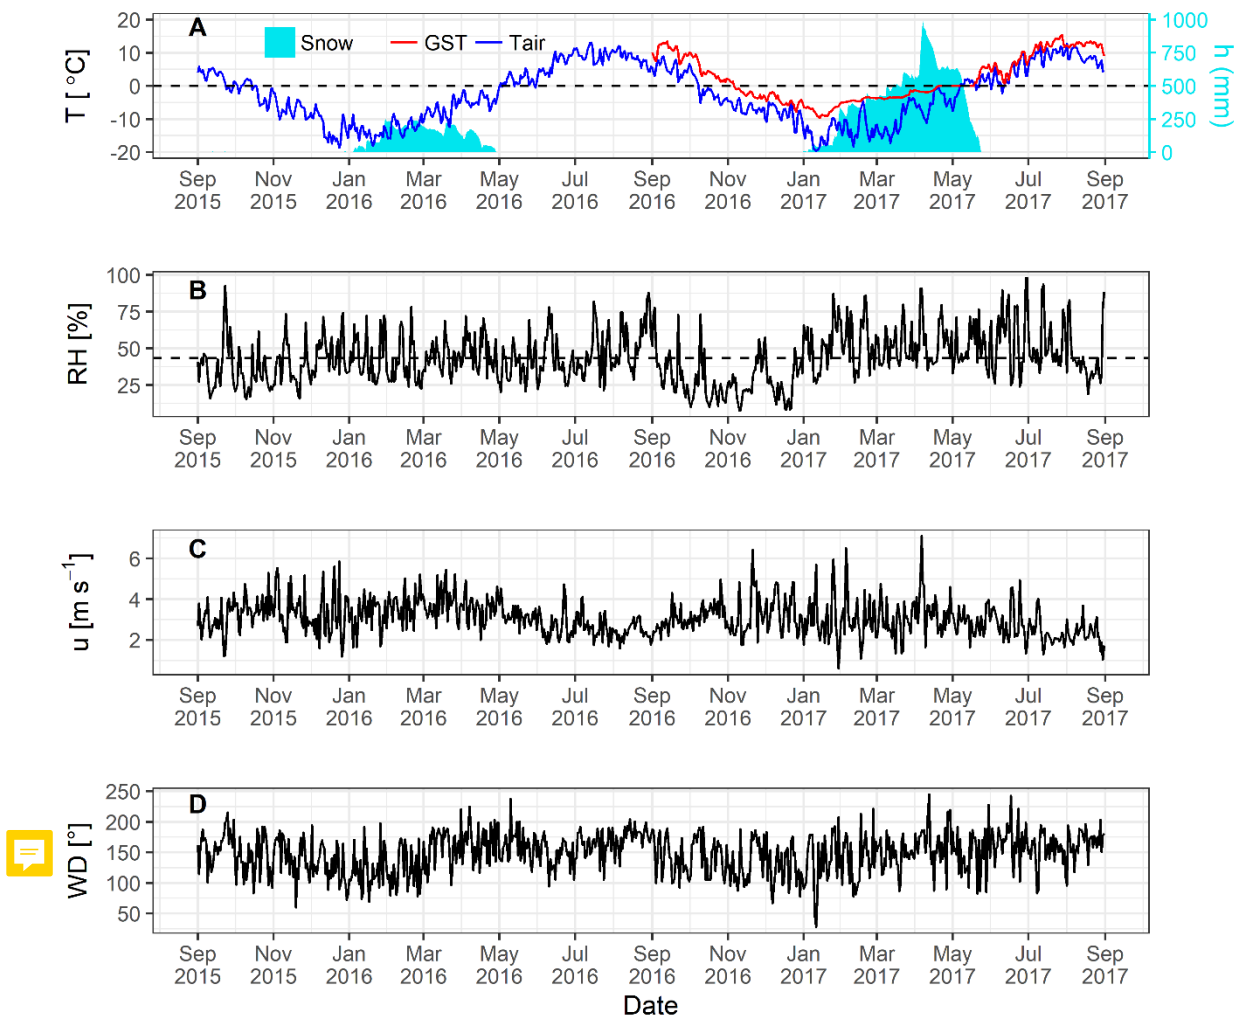 A
Snow
GST
Tair
T [ °C]
20
10
0
-10
-20
1000
750
500
250
0
h (mm)
Sep Nov Jan Mar May Jul Sep Nov Jan Mar May Jul Sep
2015 2015 2016 2016 2016 2016 2016 2016 2017 2017 2017 2017 2017
B
RH [%]
100
75
50
25
Sep Nov Jan Mar May Jul Sep Nov Jan Mar May Jul Sep
2015 2015 2016 2016 2016 2016 2016 2016 2017 2017 2017 2017 2017
C
u [m s⁻¹]
6
4
2
Sep Nov Jan Mar May Jul Sep Nov Jan Mar May Jul Sep
2015 2015 2016 2016 2016 2016 2016 2016 2017 2017 2017 2017 2017
D
WD [°]
250
200
150
100
50
Sep Nov Jan Mar May Jul Sep Nov Jan Mar May Jul Sep
2015 2015 2016 2016 2016 2016 2016 2016 2017 2017 2017 2017 2017
Date